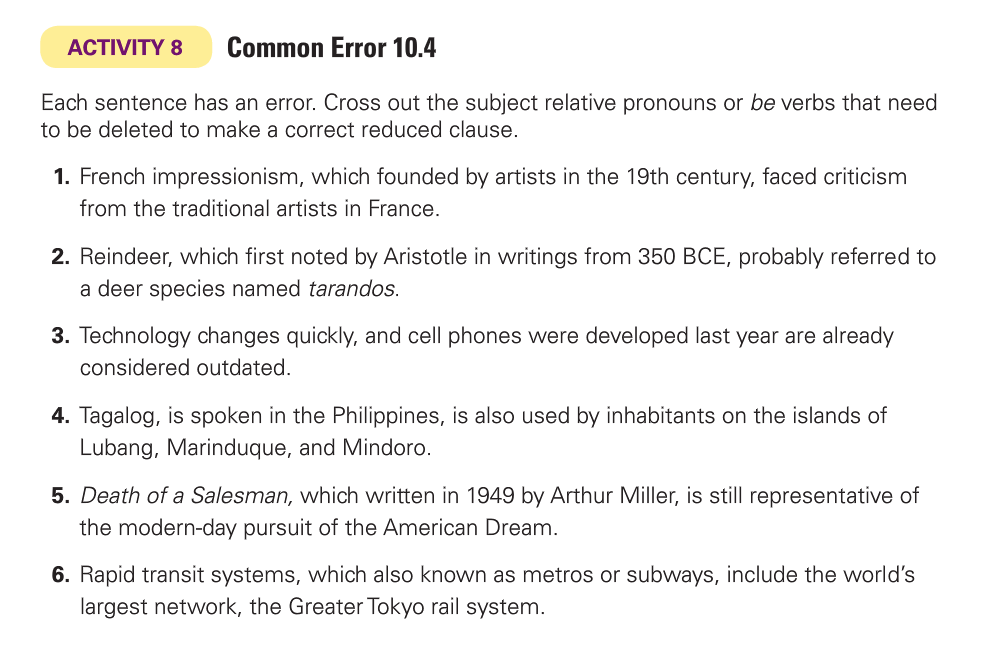 ACTIVITY 8 Common Error 10.4
Each sentence has an error. Cross out the subject relative pronouns or be verbs that need
to be deleted to make a correct reduced clause.
1. French impressionism, which founded by artists in the 19th century, faced criticism
from the traditional artists in France.
2. Reindeer, which first noted by Aristotle in writings from 350 BCE, probably referred to
a deer species named tarandos.
3. Technology changes quickly, and cell phones were developed last year are already
considered outdated.
4. Tagalog, is spoken in the Philippines, is also used by inhabitants on the islands of
Lubang, Marinduque, and Mindoro.
5. Death of a Salesman, which written in 1949 by Arthur Miller, is still representative of
the modern-day pursuit of the American Dream.
6. Rapid transit systems, which also known as metros or subways, include the world's
largest network, the Greater Tokyo rail system.